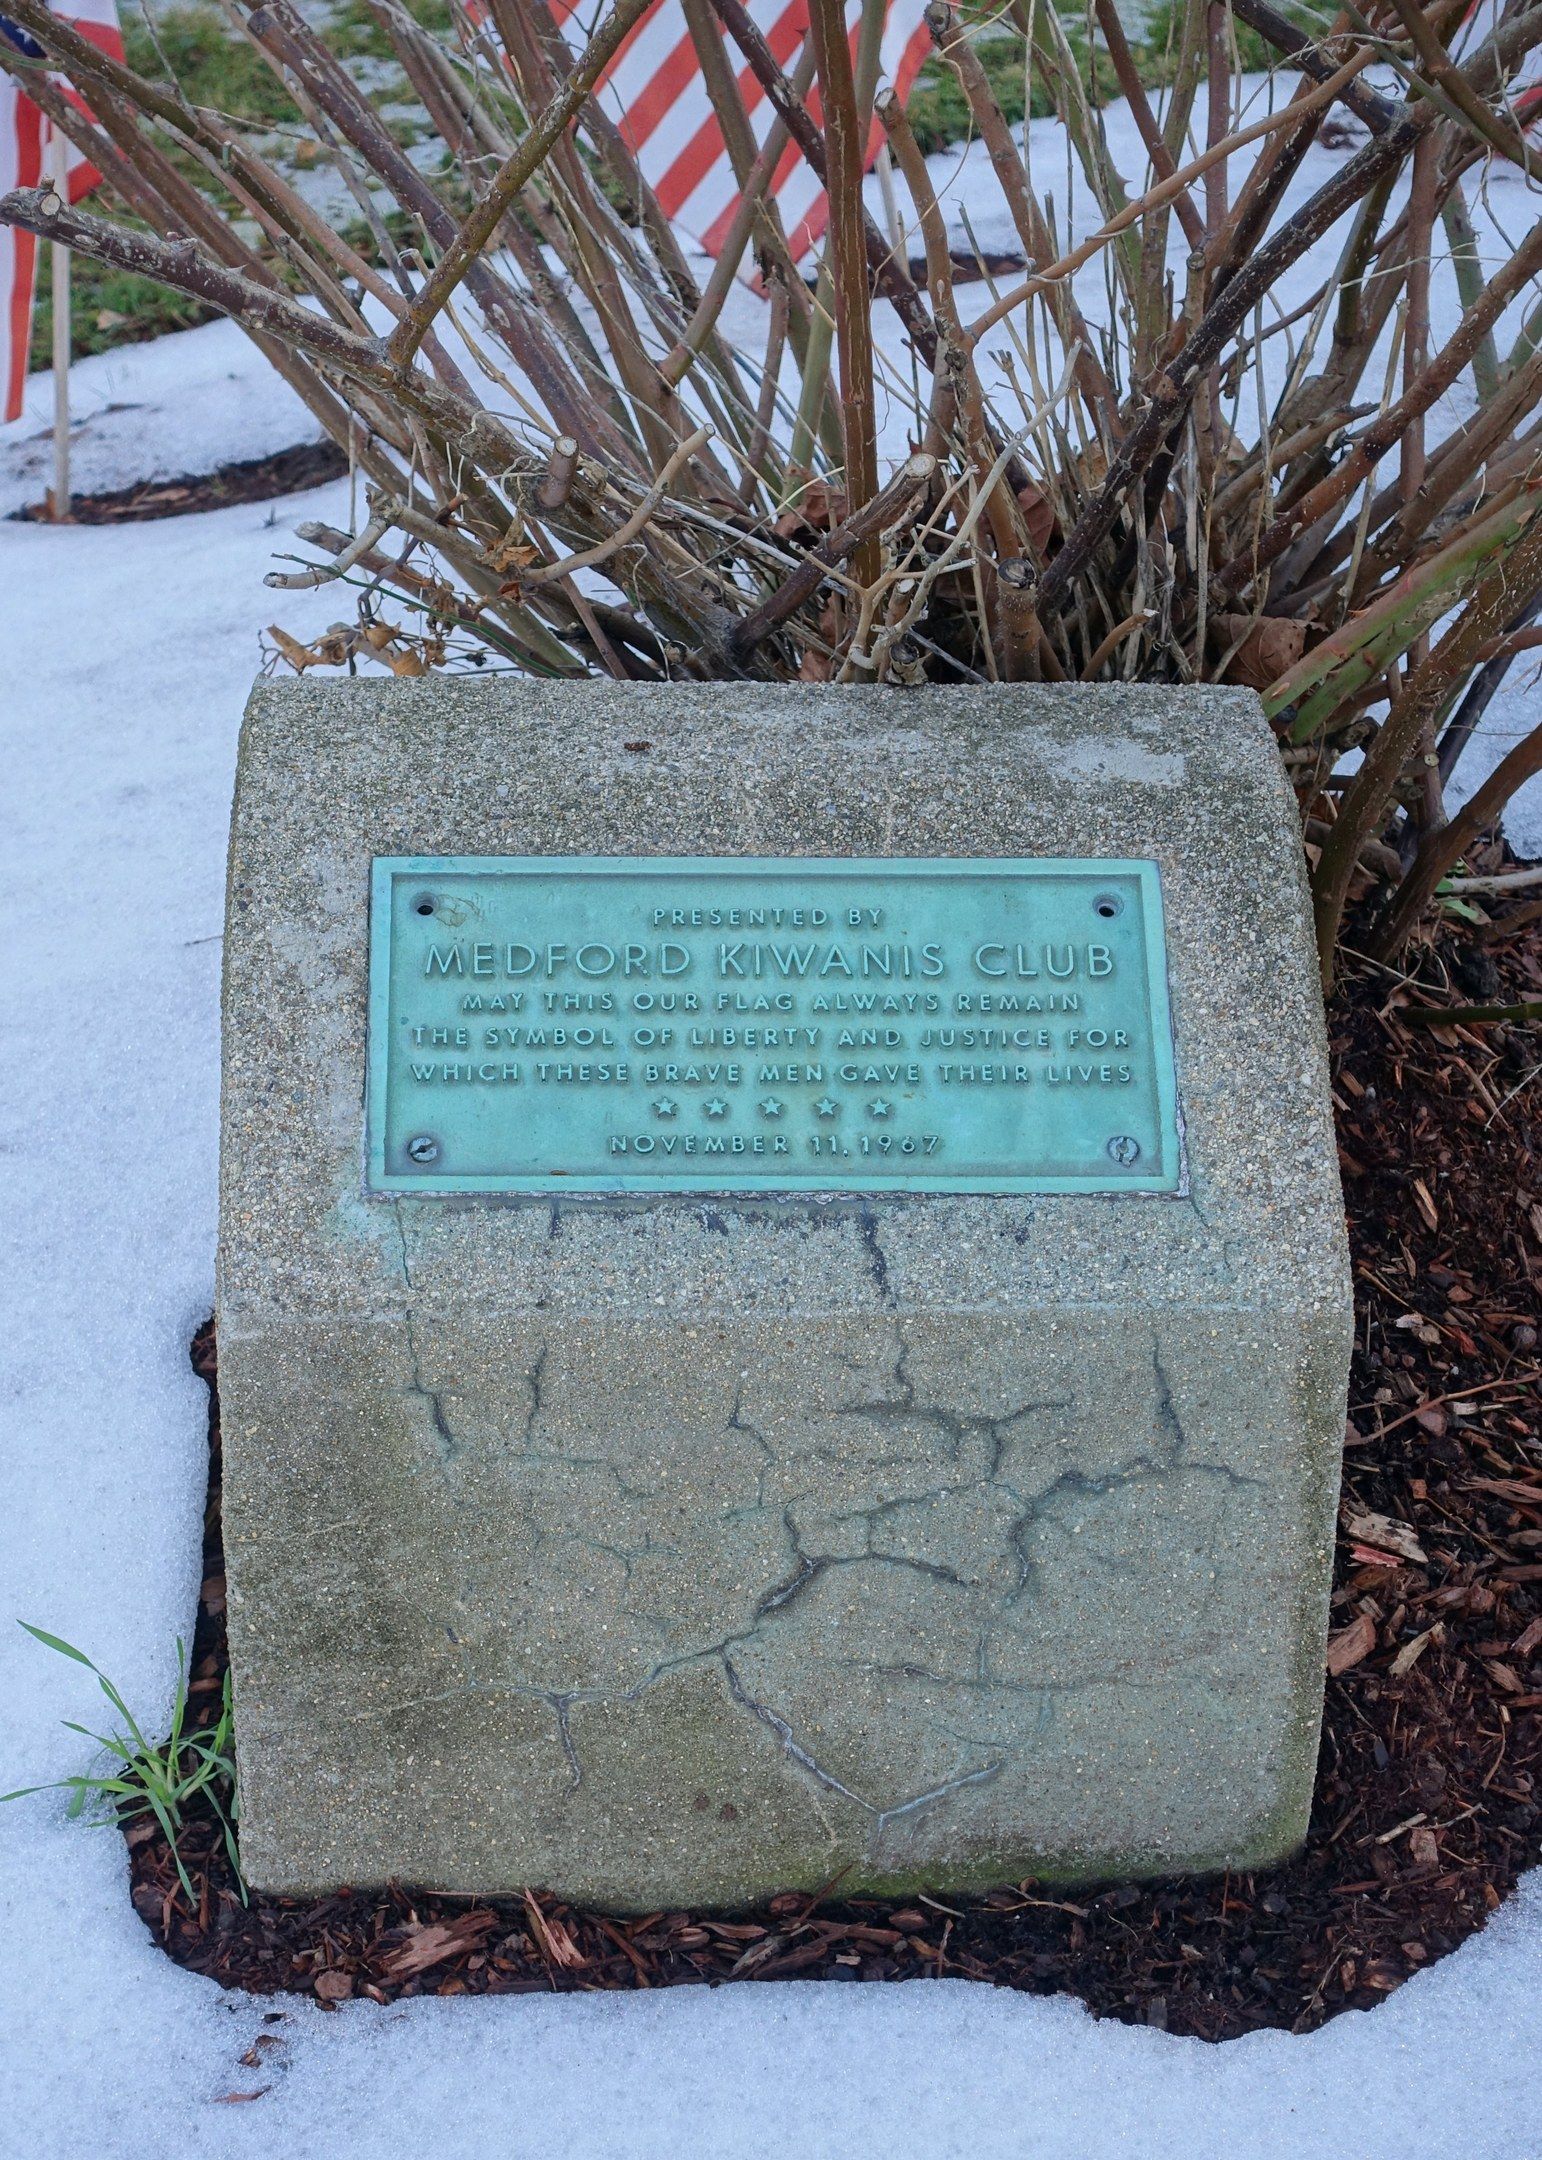 PRESENTED BY
MEDFORD KIWANIS CLUB
MAY THIS OUR FLAG ALWAYS REMAIN
THE SYMBOL OF LIBERTY AND JUSTICE FOR
WHICH THESE BRAVE MEN GAVE THEIR LIVES
★ ★ ★ ★ ★
NOVEMBER 11, 1967